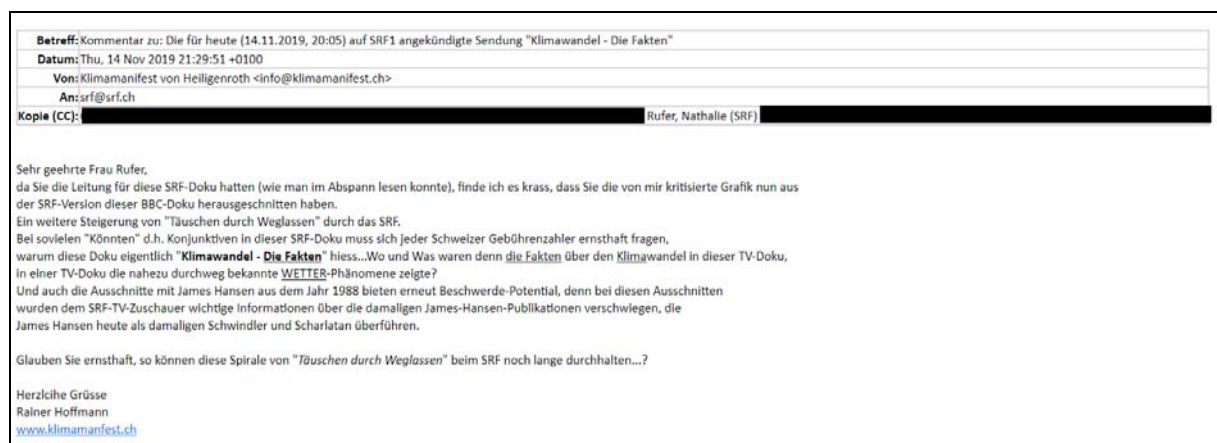 Betreff: Kommentar zu: Die für heute (14.11.2019, 20:05) auf SRF1 angekündigte Sendung "Klimawandel - Die Fakten"
Datum: Thu, 14 Nov 2019 21:29:51 +0100
Von: Klimamanifest von Heiligenroth <info@klimamanifest.ch>
An: srf@srf.ch
Kopie (CC): Rufer, Nathalie (SRF)
Sehr geehrte Frau Rufer,
da Sie die Leitung für diese SRF-Doku hatten (wie man im Abspann lesen konnte), finde ich es krass, dass Sie die von mir kritisierte Grafik nun aus
der SRF-Version dieser BBC-Doku herausgeschnitten haben.
Ein weitere Steigerung von "Täuschen durch Weglassen" durch das SRF.
Bei sovielen "Könnten" d.h. Konjunktiven in dieser SRF-Doku muss sich jeder Schweizer Gebührenzahler ernsthaft fragen,
warum diese Doku eigentlich "Klimawandel - Die Fakten" hiess...Wo und Was waren denn die Fakten über den Klimawandel in dieser TV-Doku,
in einer TV-Doku die nahezu durchweg bekannte WETTER-Phänomene zeigte?
Und auch die Ausschnitte mit James Hansen aus dem Jahr 1988 bieten erneut Beschwerde-Potential, denn bei diesen Ausschnitten
wurden dem SRF-TV-Zuschauer wichtige Informationen über die damaligen James-Hansen-Publikationen verschwiegen, die
James Hansen heute als damaligen Schwindler und Scharlatan überführen.
Glauben Sie ernsthaft, so können diese Spirale von "Täuschen durch Weglassen" beim SRF noch lange durchhalten...?
Herzlcihe Grüsse
Rainer Hoffmann
www.klimamanfest.ch